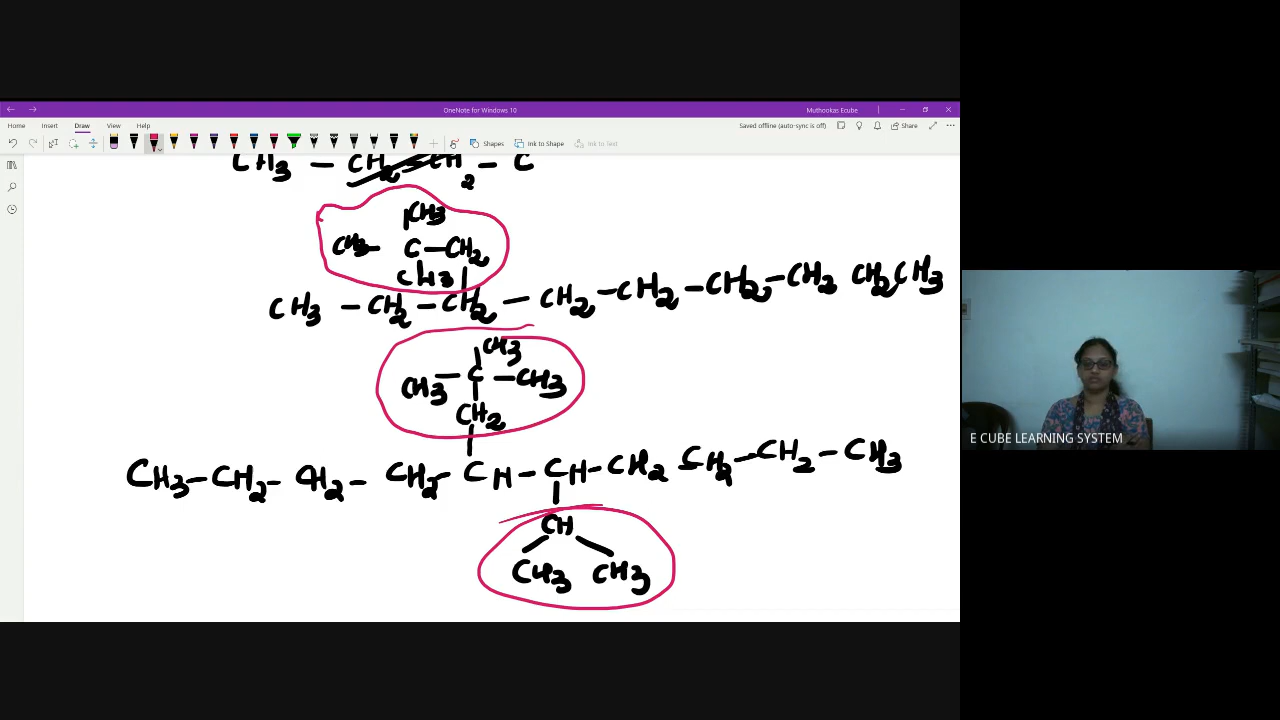 OneNote for Windows 10
Muthookas Ecube
Home Insert Draw View Help
Saved offline (auto-sync is off) Share
Shapes Ink to Shape Ink to Text
CH3 — CH2 — CH2 — C
CH3
CH3 — C — CH2
CH3
CH3 — CH2 — CH2 — CH2 — CH2 — CH2 — CH2 CH2 CH3
CH3
CH3 — C — CH3
CH2
CH3 — CH2 — CH2 — CH2 — CH — CH — CH2 — CH2 — CH2 — CH3
CH
CH3 CH3
E CUBE LEARNING SYSTEM